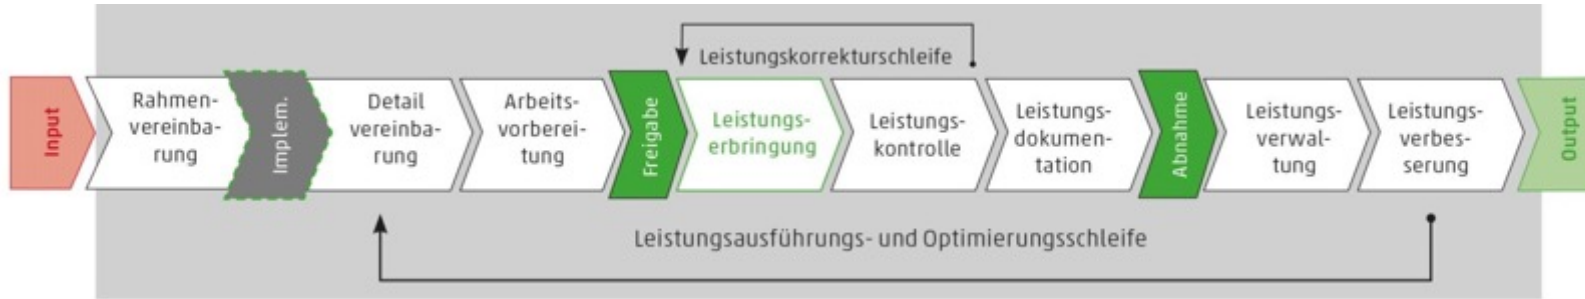 Leistungskorrekturschleife
Input
Rahmen-
vereinba-
rung
Implem.
Detail
vereinba-
rung
Arbeits-
vorberei-
tung
Freigabe
Leistungs-
erbringung
Leistungs-
kontrolle
Leistungs-
dokumen-
tation
Abnahme
Leistungs-
verwal-
tung
Leistungs-
verbes-
serung
Output
Leistungsausführungs- und Optimierungsschleife